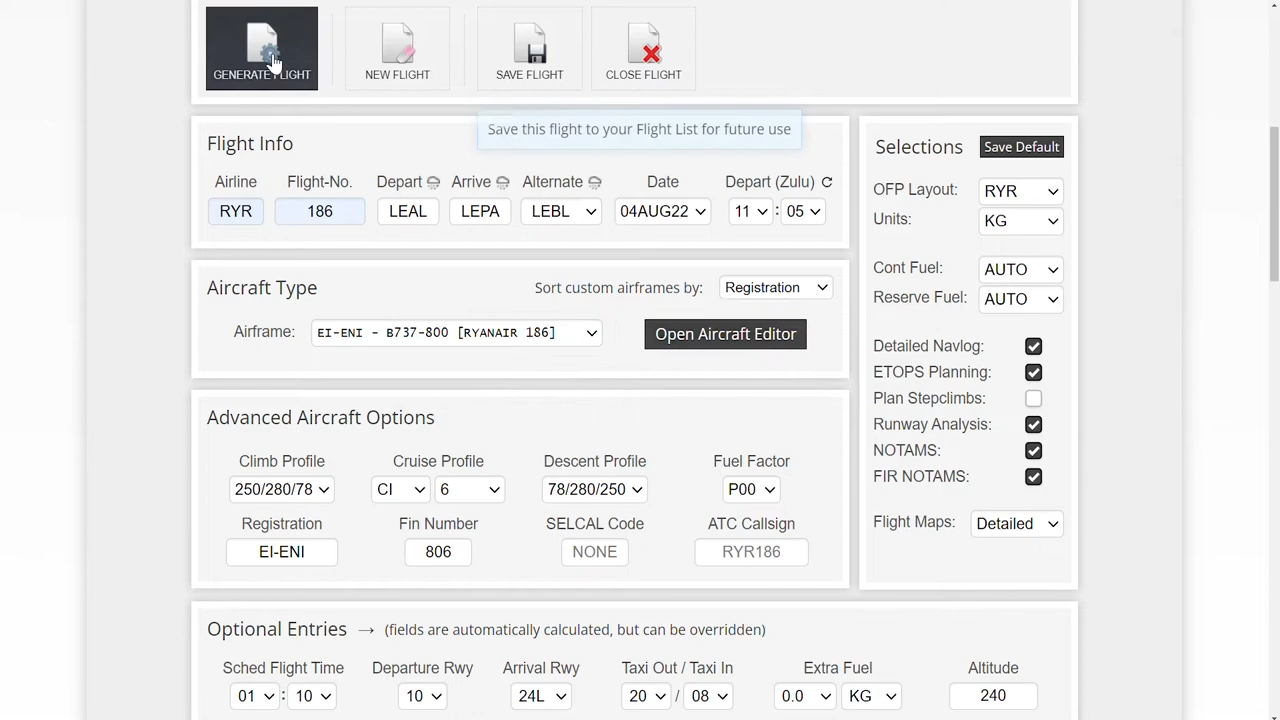 GENERATE FLIGHT
NEW FLIGHT
SAVE FLIGHT
CLOSE FLIGHT
Save this flight to your Flight List for future use
Flight Info
Airline Flight-No. Depart Arrive Alternate Date Depart (Zulu)
RYR 186 LEAL LEPA LEBL 04AUG22 11 : 05
Aircraft Type
Sort custom airframes by: Registration
Airframe: EI-ENI - B737-800 [RYANAIR 186]
Open Aircraft Editor
Advanced Aircraft Options
Climb Profile Cruise Profile Descent Profile Fuel Factor
250/280/78 CI 6 78/280/250 P00
Registration Fin Number SELCAL Code ATC Callsign
EI-ENI 806 NONE RYR186
Selections Save Default
OFP Layout: RYR
Units: KG
Cont Fuel: AUTO
Reserve Fuel: AUTO
Detailed Navlog:
ETOPS Planning:
Plan Stepclimbs:
Runway Analysis:
NOTAMS:
FIR NOTAMS:
Flight Maps: Detailed
Optional Entries → (fields are automatically calculated, but can be overridden)
Sched Flight Time Departure Rwy Arrival Rwy Taxi Out / Taxi In Extra Fuel Altitude
01 : 10 10 24L 20 / 08 0.0 KG 240